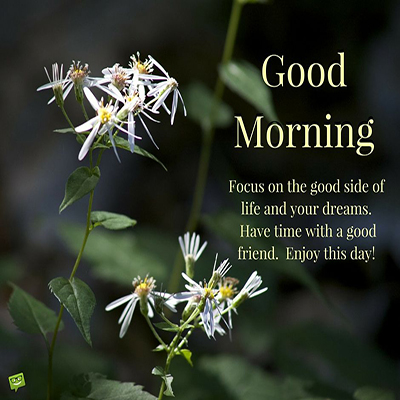 Good
Morning
Focus on the good side of
life and your dreams.
Have time with a good
friend.  Enjoy this day!